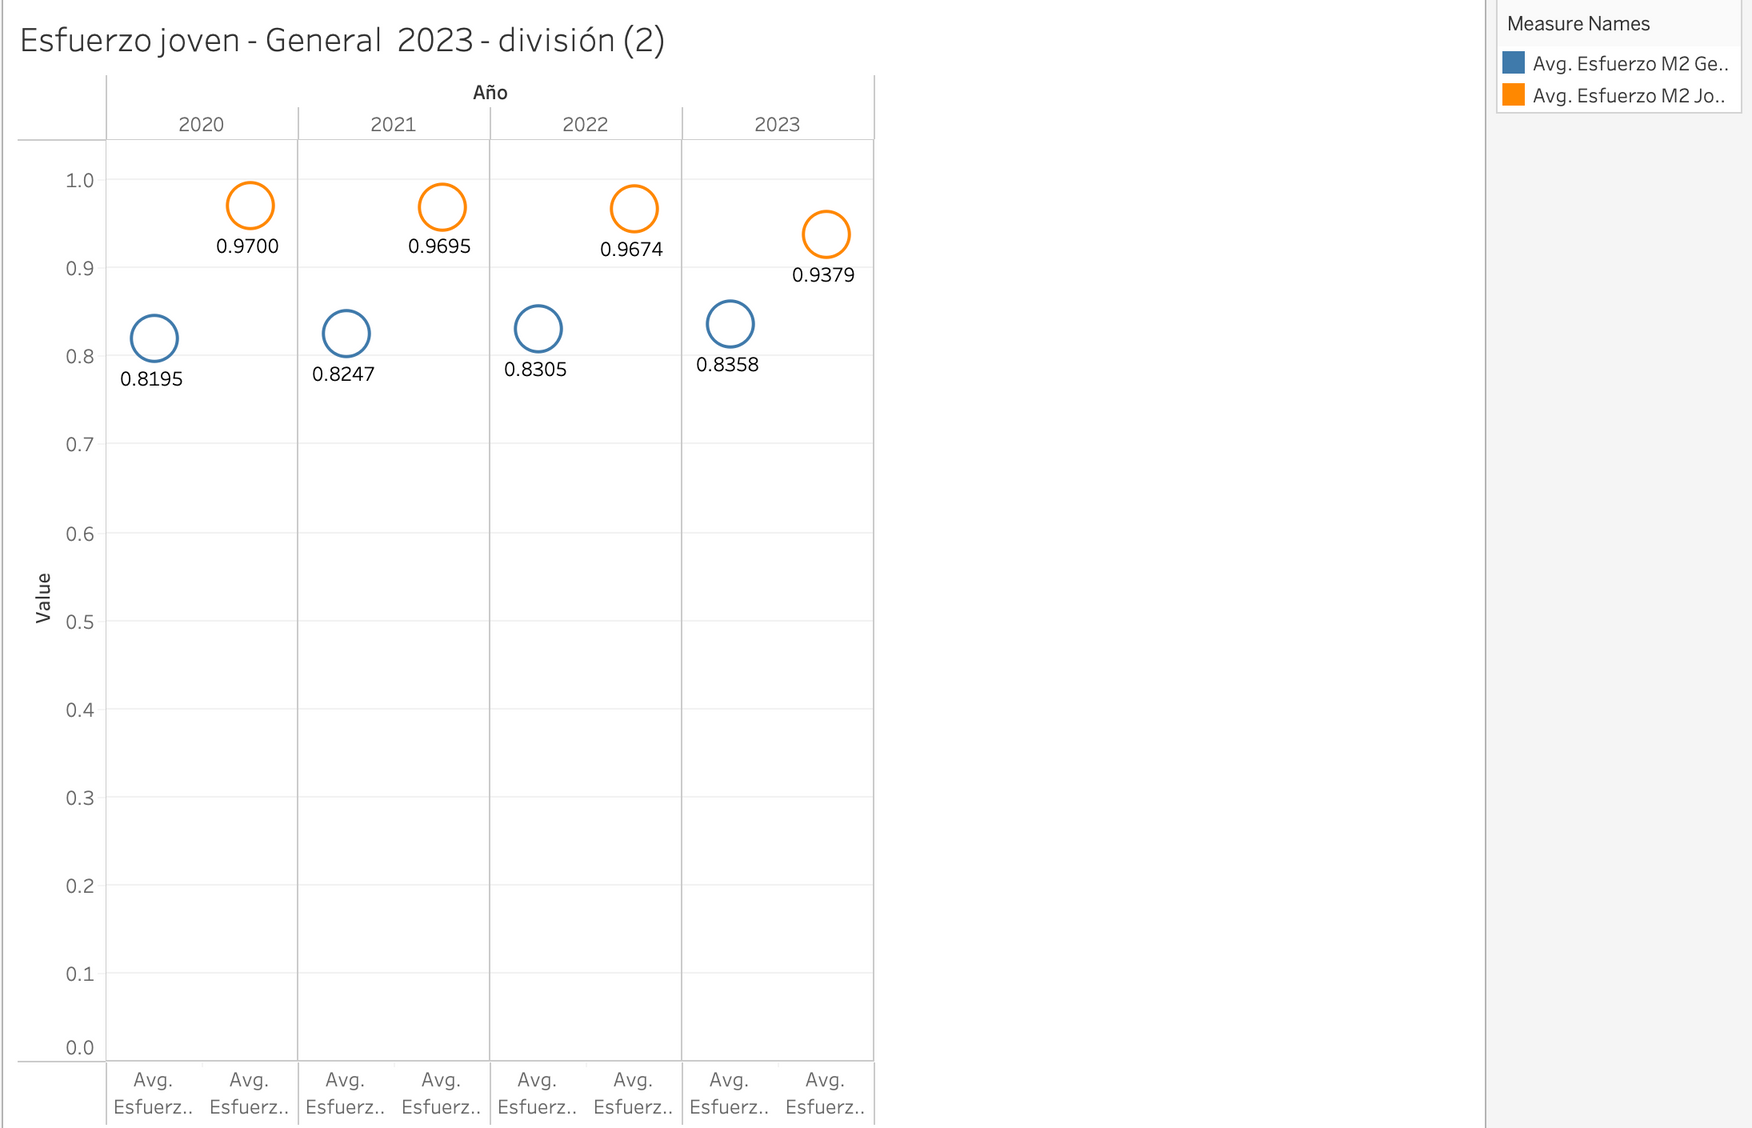 Esfuerzo joven - General  2023 - división (2)
Measure Names
Avg. Esfuerzo M2 Ge..
Avg. Esfuerzo M2 Jo..
Año
2020 2021 2022 2023
Value
1.0
0.9
0.8
0.7
0.6
0.5
0.4
0.3
0.2
0.1
0.0
0.9700 0.9695 0.9674 0.9379
0.8195 0.8247 0.8305 0.8358
Avg. Avg. Avg. Avg. Avg. Avg. Avg. Avg.
Esfuerz.. Esfuerz.. Esfuerz.. Esfuerz.. Esfuerz.. Esfuerz.. Esfuerz.. Esfuerz..